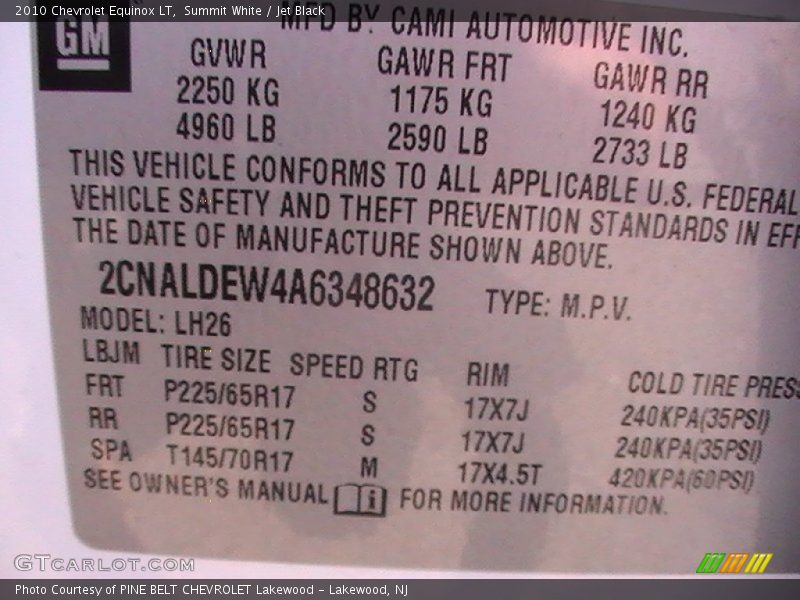 2010 Chevrolet Equinox LT, Summit White / Jet Black
MFD BY CAMI AUTOMOTIVE INC.
GM
GVWR GAWR FRT GAWR RR
2250 KG 1175 KG 1240 KG
4960 LB 2590 LB 2733 LB
THIS VEHICLE CONFORMS TO ALL APPLICABLE U.S. FEDERAL
VEHICLE SAFETY AND THEFT PREVENTION STANDARDS IN EFF
THE DATE OF MANUFACTURE SHOWN ABOVE.
2CNALDEW4A6348632 TYPE: M.P.V.
MODEL: LH26
LBJM TIRE SIZE SPEED RTG RIM COLD TIRE PRESS
FRT P225/65R17 S 17X7J 240KPA(35PSI)
RR P225/65R17 S 17X7J 240KPA(35PSI)
SPA T145/70R17 M 17X4.5T 420KPA(60PSI)
SEE OWNER'S MANUAL i FOR MORE INFORMATION.
GTCARLOT.COM
Photo Courtesy of PINE BELT CHEVROLET Lakewood - Lakewood, NJ